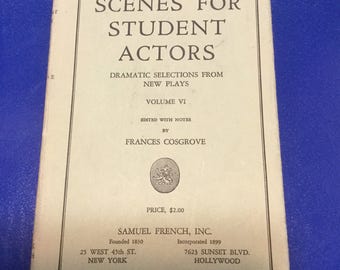 SCENES FOR
STUDENT
ACTORS
DRAMATIC SELECTIONS FROM
NEW PLAYS
VOLUME VI
EDITED WITH NOTES
BY
FRANCES COSGROVE
PRICE, $2.00
SAMUEL FRENCH, INC.
Founded 1830 Incorporated 1899
25 WEST 45th ST. 7623 SUNSET BLVD.
NEW YORK HOLLYWOOD